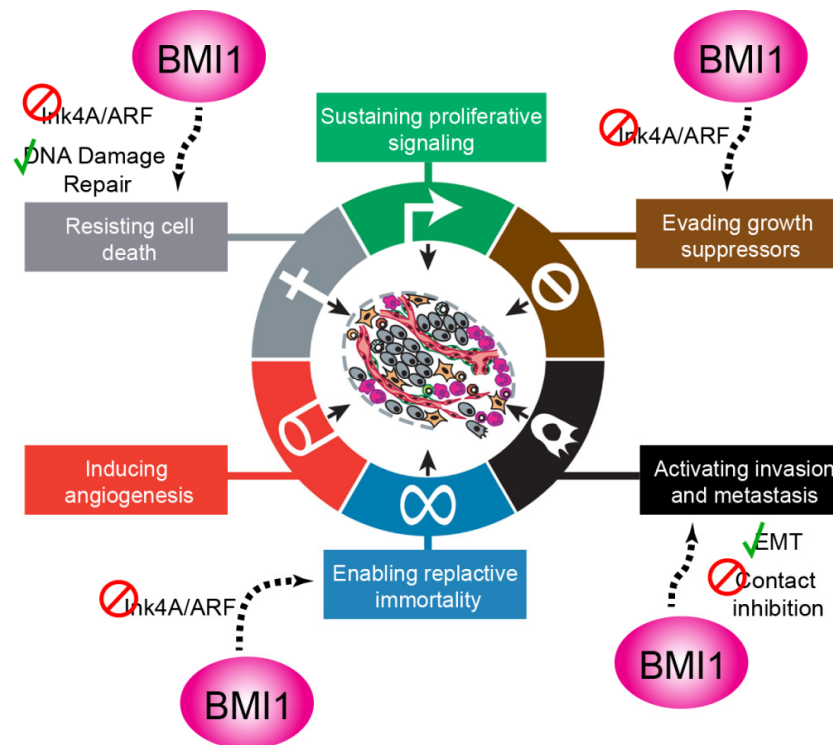 BMI1
BMI1
Ink4A/ARF
DNA Damage
Repair
Sustaining proliferative
signaling
Ink4A/ARF
Resisting cell
death
Evading growth
suppressors
Inducing
angiogenesis
Activating invasion
and metastasis
Enabling replactive
immortality
Ink4A/ARF
EMT
Contact
inhibition
BMI1
BMI1